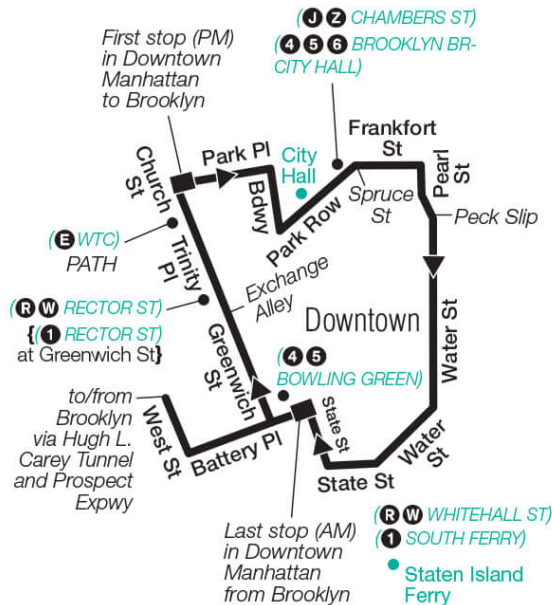 (J Z CHAMBERS ST)
(4 5 6 BROOKLYN BR-
CITY HALL)
First stop (PM)
in Downtown
Manhattan
to Brooklyn
Frankfort
St
Park Pl
City
Hall
Church
St
Bdwy
Park Row
Spruce
St
Pearl
St
Peck Slip
(E WTC)
PATH
Trinity
Pl
Exchange
Alley
(R W RECTOR ST)
{(1 RECTOR ST)
at Greenwich St}
Downtown
Water St
Greenwich
St
(4 5
BOWLING GREEN)
to/from
Brooklyn
via Hugh L.
Carey Tunnel
and Prospect
Expwy
West St
Battery Pl
State St
State St
Water
St
Last stop (AM)
in Downtown
Manhattan
from Brooklyn
(R W WHITEHALL ST)
(1 SOUTH FERRY)
Staten Island
Ferry